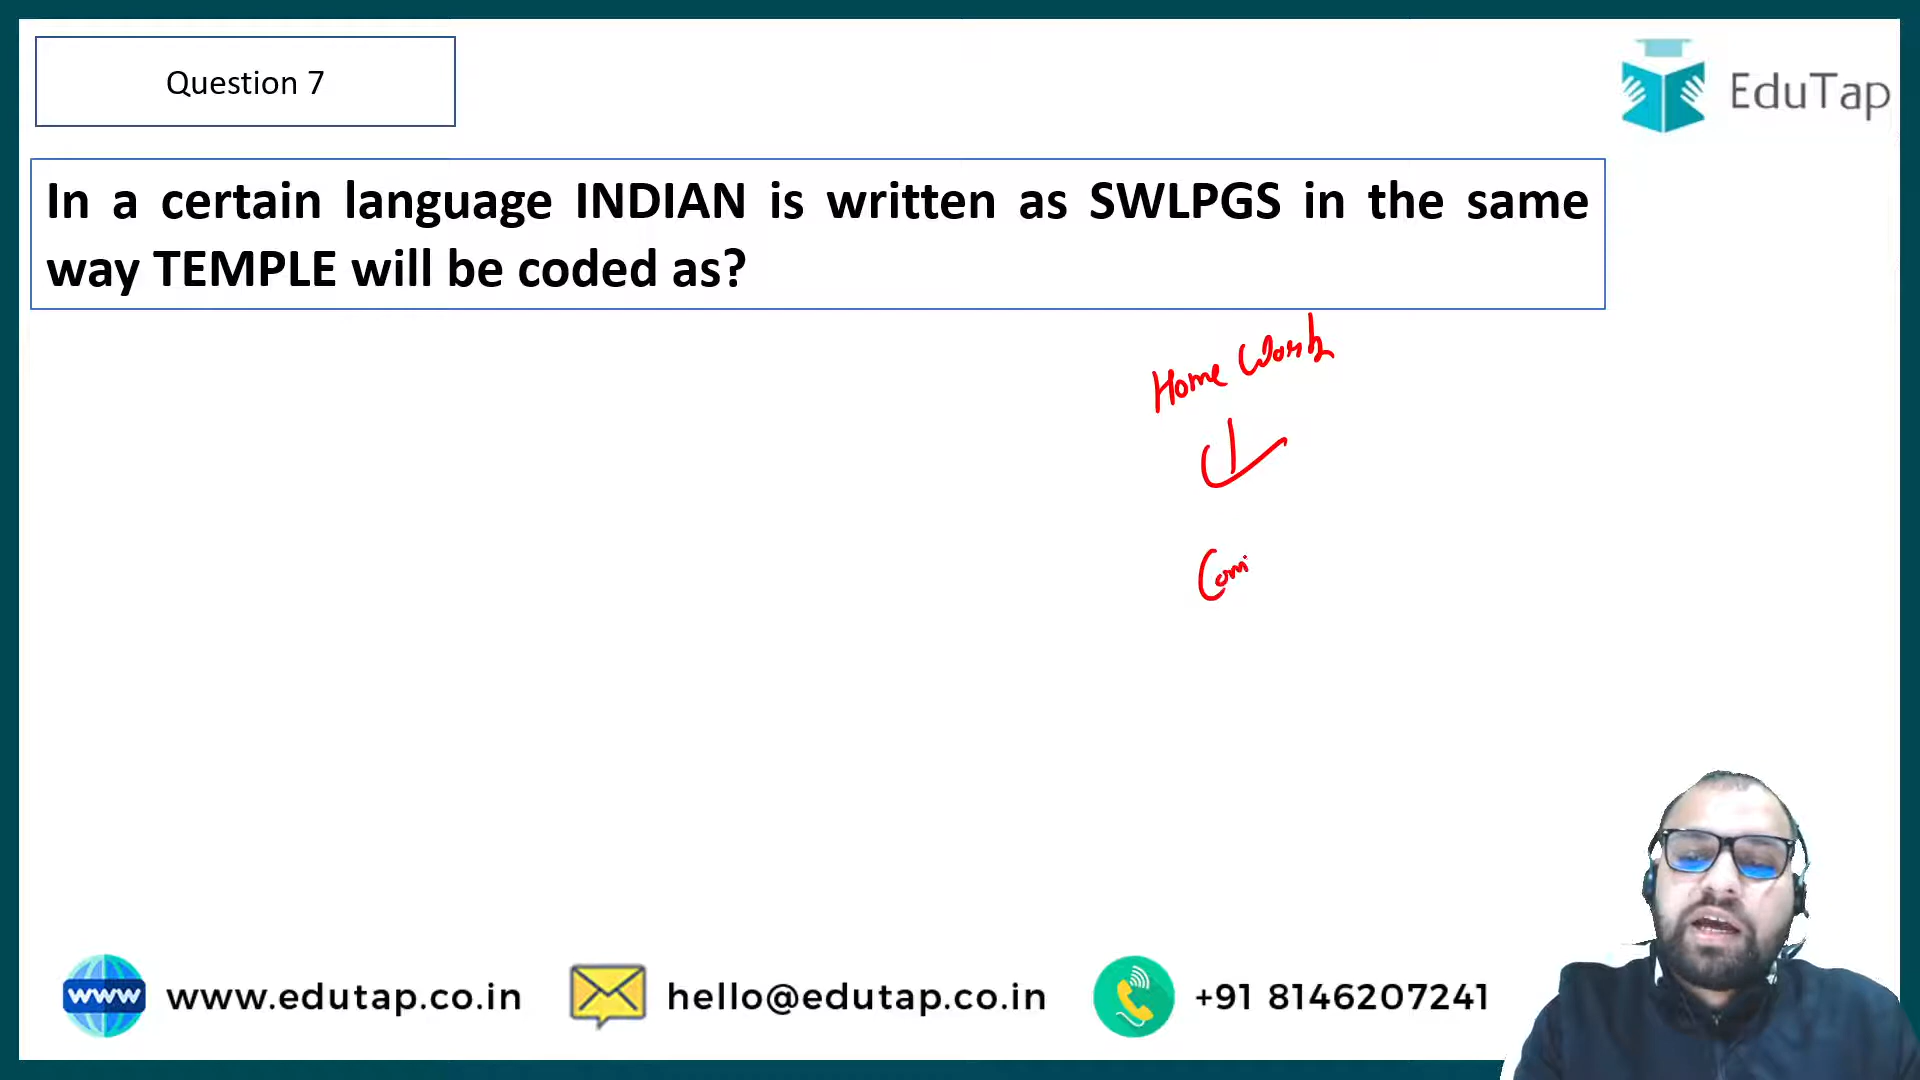 Question 7
EduTap
In a certain language INDIAN is written as SWLPGS in the same
way TEMPLE will be coded as?
Home Work
Com
www
www.edutap.co.in
hello@edutap.co.in
+91 8146207241